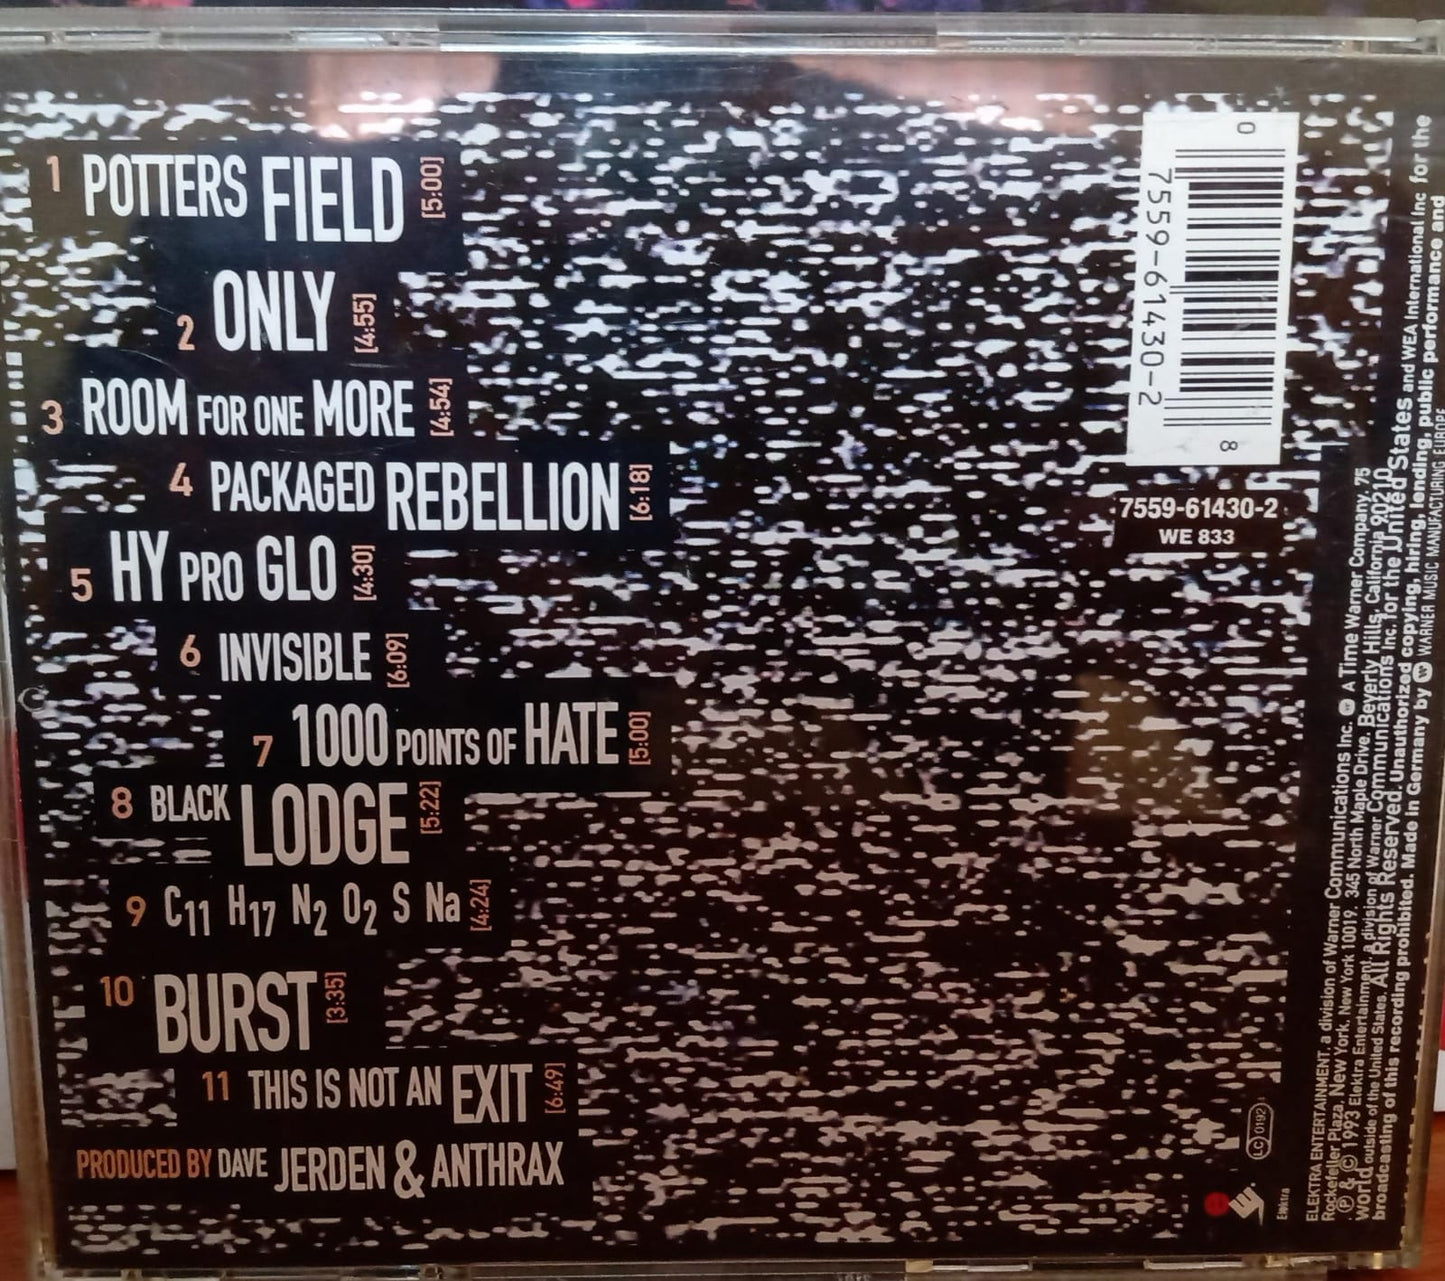 1 POTTERS FIELD [5:00]
2 ONLY [4:55]
3 ROOM FOR ONE MORE [4:54]
4 PACKAGED REBELLION [6:18]
5 HY PRO GLO [4:30]
6 INVISIBLE [6:09]
7 1000 POINTS OF HATE [5:00]
8 BLACK LODGE [5:22]
9 C11 H17 N2 O2 S Na [4:24]
10 BURST [3:35]
11 THIS IS NOT AN EXIT [6:49]
PRODUCED BY DAVE JERDEN & ANTHRAX
0 7559-61430-2 8
7559-61430-2
WE 833
LC 0192
Elektra
ELEKTRA ENTERTAINMENT, a division of Warner Communications Inc. A Time Warner Company. 75
Rockefeller Plaza, New York, New York 10019. 345 North Maple Drive, Beverly Hills, California 90210.
Ⓟ & © 1993 Elektra Entertainment, a division of Warner Communications Inc. for the United States and WEA International Inc for the
World outside of the United States. All Rights Reserved. Unauthorized copying, hiring, lending, public performance and
broadcasting of this recording prohibited. Made in Germany by WARNER MUSIC MANUFACTURING EUROPE